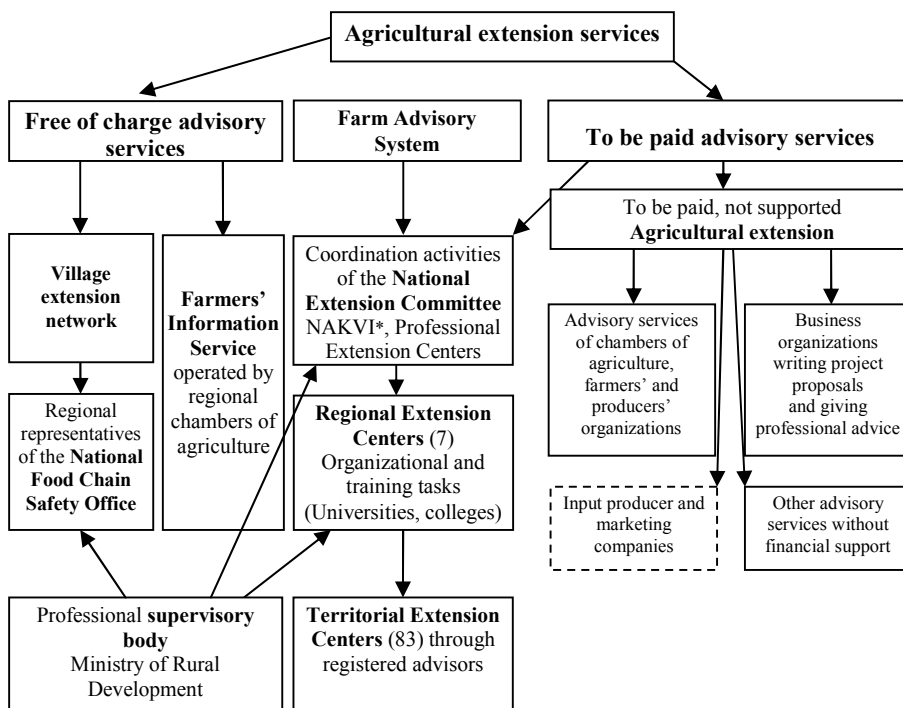 Agricultural extension services
Free of charge advisory
services
Farm Advisory
System
To be paid advisory services
To be paid, not supported
Agricultural extension
Village
extension
network
Farmers'
Information
Service
operated by
regional
chambers of
agriculture
Coordination activities
of the National
Extension Committee
NAKVI*, Professional
Extension Centers
Advisory services
of chambers of
agriculture,
farmers' and
producers'
organizations
Business
organizations
writing project
proposals
and giving
professional advice
Regional
representatives
of the National
Food Chain
Safety Office
Regional Extension
Centers (7)
Organizational and
training tasks
(Universities, colleges)
Input producer and
marketing
companies
Other advisory
services without
financial support
Professional supervisory
body
Ministry of Rural
Development
Territorial Extension
Centers (83) through
registered advisors